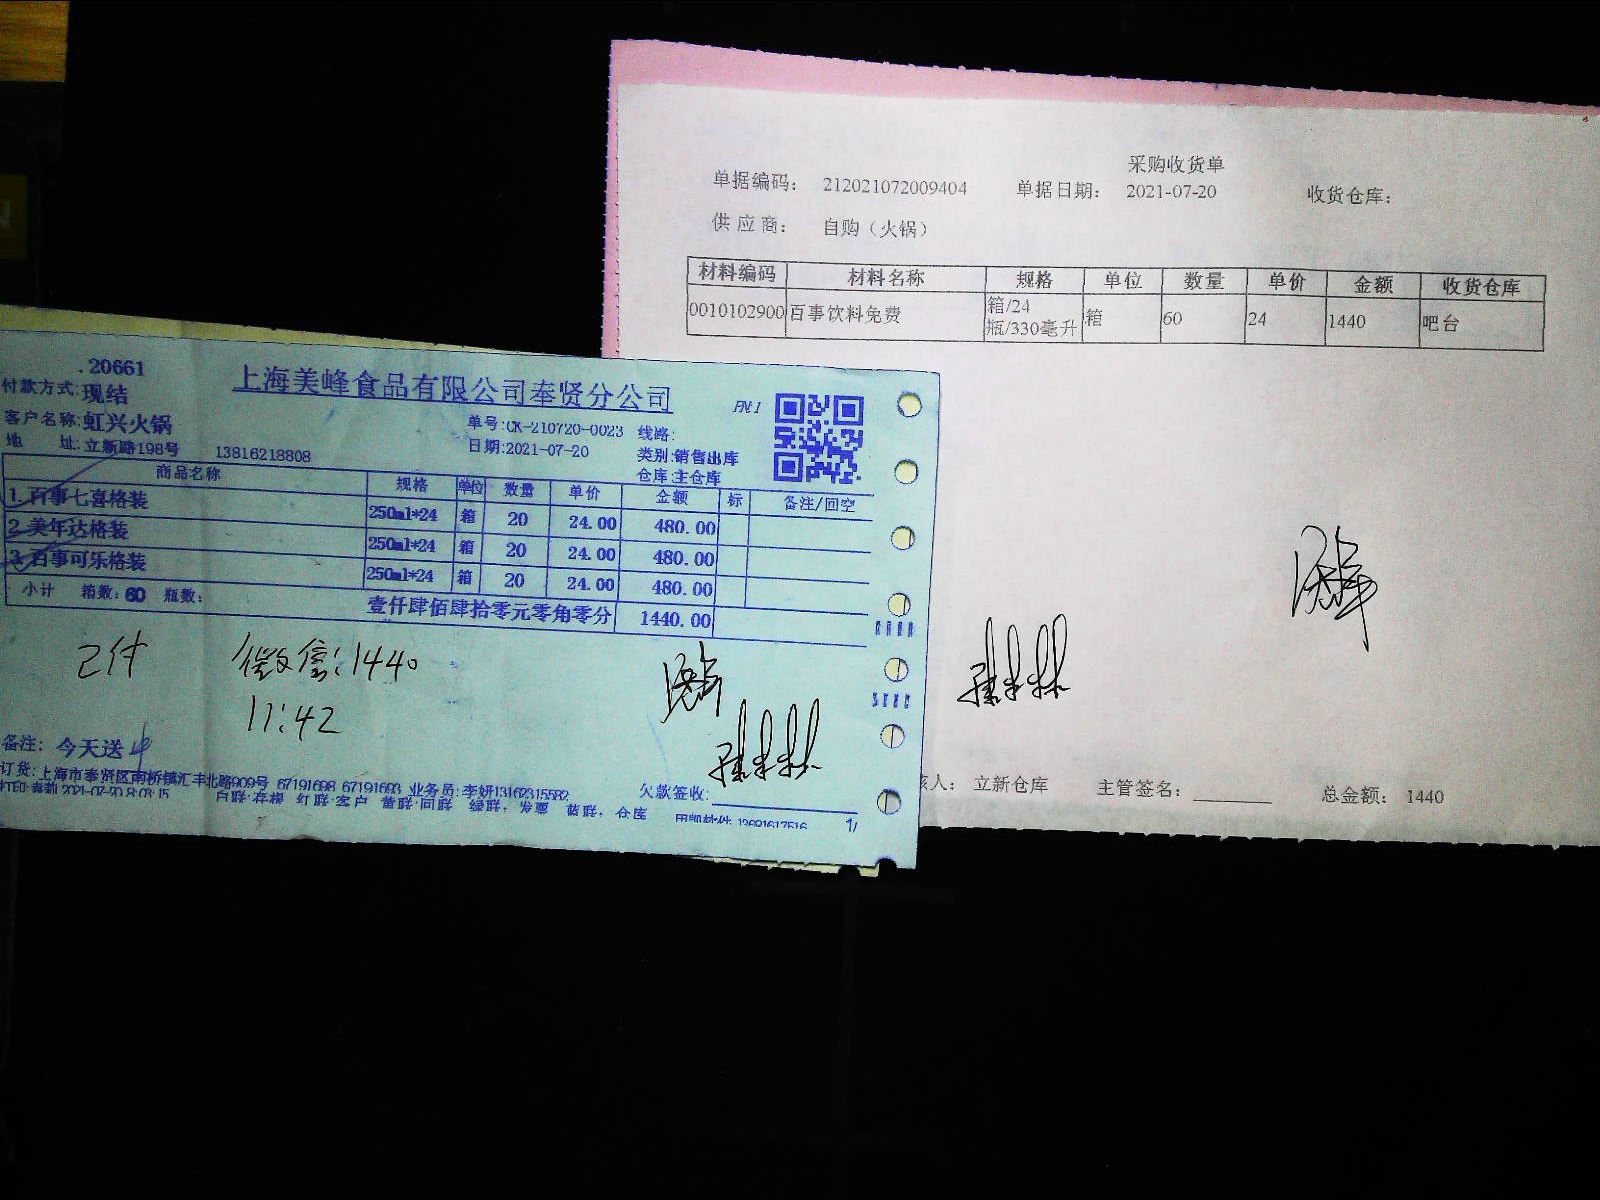 采购收货单
单据编码： 212021072009404 单据日期： 2021-07-20 收货仓库：
供应商： 自购（火锅）
材料编码 材料名称 规格 单位 数量 单价 金额 收货仓库
0010102900 百事饮料免费 箱/24瓶/330毫升 箱 60 24 1440 吧台
核人： 立新仓库 主管签名： 总金额： 1440
.20661
上海美峰食品有限公司奉贤分公司
付款方式:现结
客户名称:虹兴火锅 单号:CK-210720-0023 线路:
地 址:立新路198号 13816218808 日期:2021-07-20 类别:销售出库
仓库:主仓库
商品名称 规格 单位 数量 单价 金额 标 备注/回空
1.百事七喜格装 250ml*24 箱 20 24.00 480.00
2.美年达格装 250ml*24 箱 20 24.00 480.00
3.百事可乐格装 250ml*24 箱 20 24.00 480.00
小计 箱数:60 瓶数: 壹仟肆佰肆拾零元零角零分 1440.00
已付 微信:1440
11:42
备注: 今天送
订货:上海市奉贤区南桥镇汇丰北路909号 67191698 67191693 业务员:李妍13162315582
欠款签收:
白联:存根 红联:客户 黄联:回联 绿联:发票 蓝联:仓库
1/